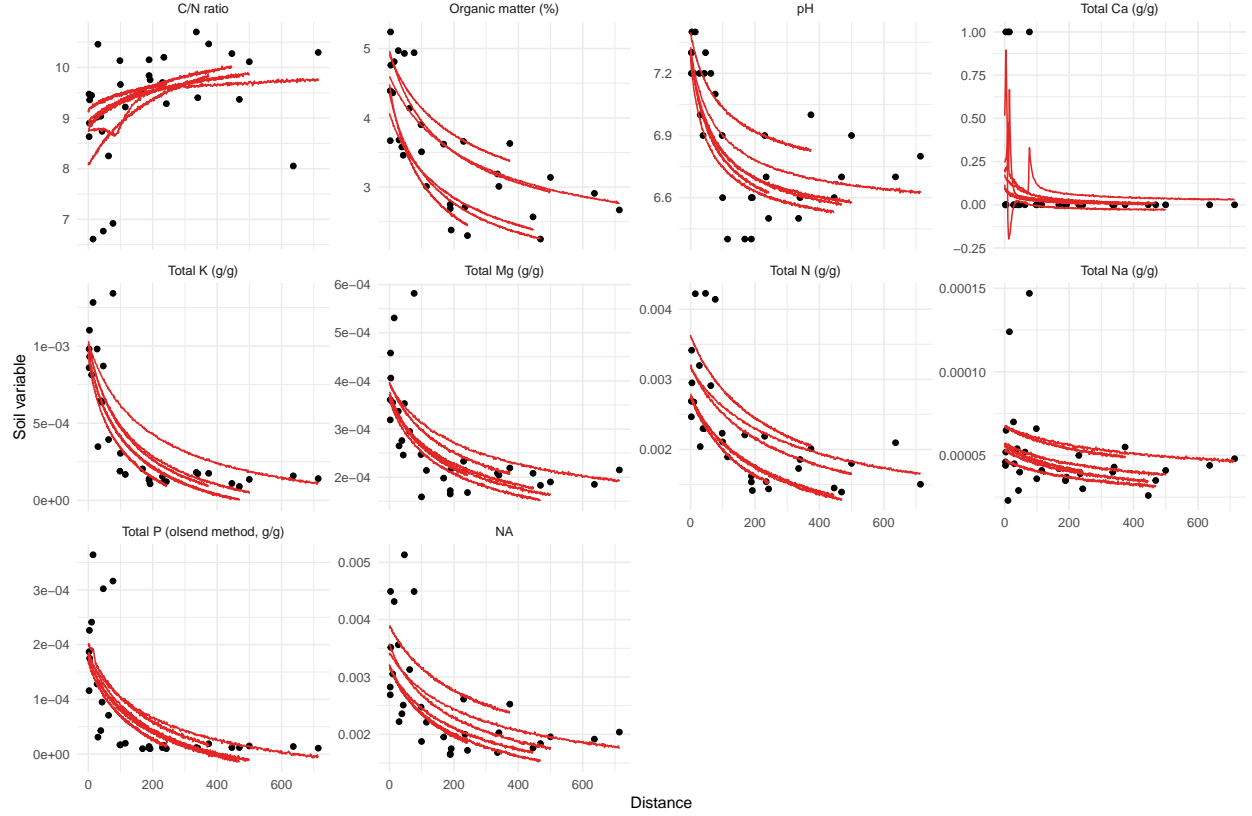 C/N ratio
Organic matter (%)
pH
Total Ca (g/g)
10
9
8
7
5
4
3
7.2
6.9
6.6
1.00
0.75
0.50
0.25
0.00
−0.25
Total K (g/g)
Total Mg (g/g)
Total N (g/g)
Total Na (g/g)
1e−03
5e−04
0e+00
6e−04
5e−04
4e−04
3e−04
2e−04
0.004
0.003
0.002
0.00015
0.00010
0.00005
0 200 400 600
0 200 400 600
Total P (olsend method, g/g)
NA
3e−04
2e−04
1e−04
0e+00
0.005
0.004
0.003
0.002
0 200 400 600
0 200 400 600
Soil variable
Distance